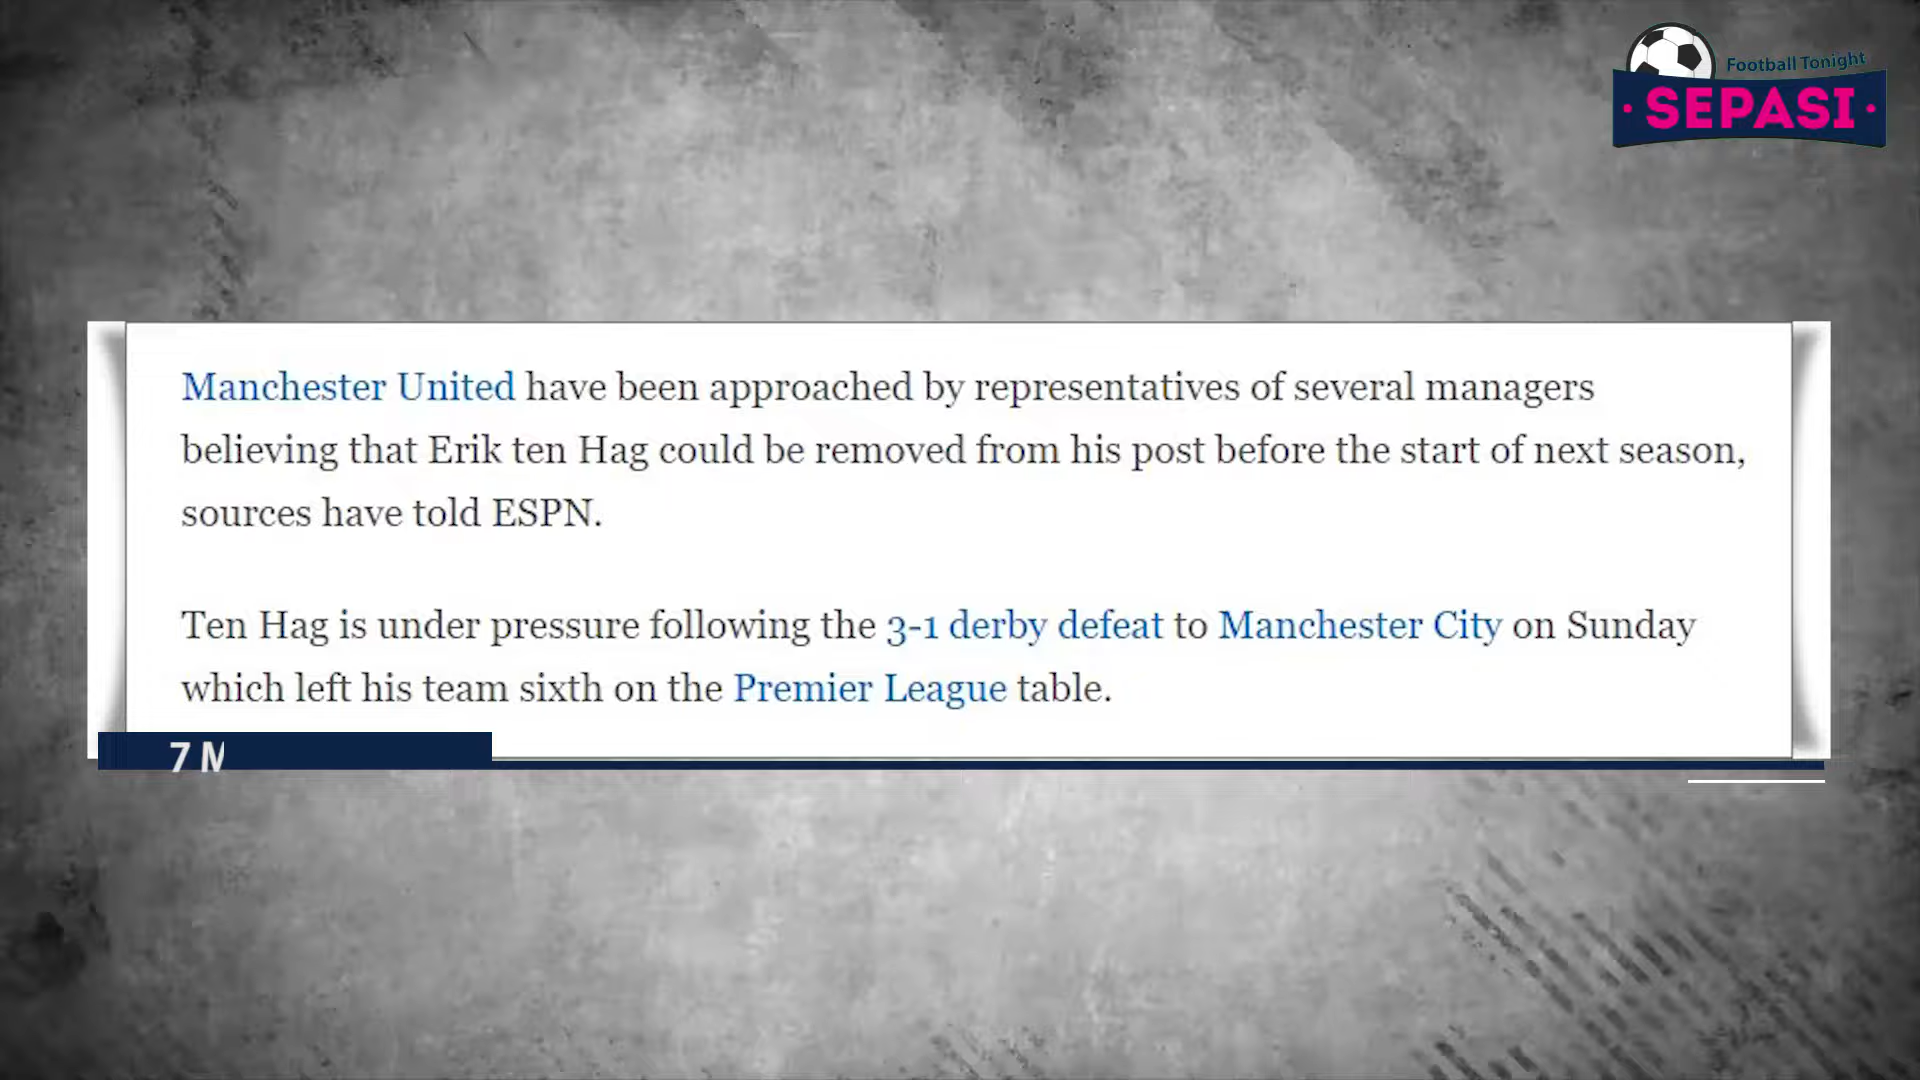 Football Tonight
SEPASI
Manchester United have been approached by representatives of several managers
believing that Erik ten Hag could be removed from his post before the start of next season,
sources have told ESPN.
Ten Hag is under pressure following the 3-1 derby defeat to Manchester City on Sunday
which left his team sixth on the Premier League table.
7 M